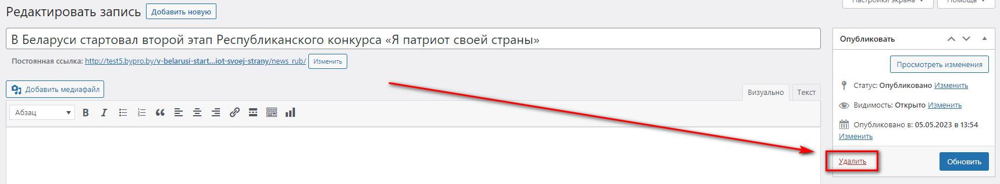 Редактировать запись
Добавить новую
Настройки экрана
Помощь
В Беларуси стартовал второй этап Республиканского конкурса «Я патриот своей страны»
Постоянная ссылка: http://test5.bypro.by/v-belarusi-start...iot-svoej-strany/news_rub/ Изменить
Добавить медиафайл
Визуально
Текст
Абзац
B I
Опубликовать
Просмотреть изменения
Статус: Опубликовано Изменить
Видимость: Открыто Изменить
Опубликовано в: 05.05.2023 в 13:54
Изменить
Удалить
Обновить